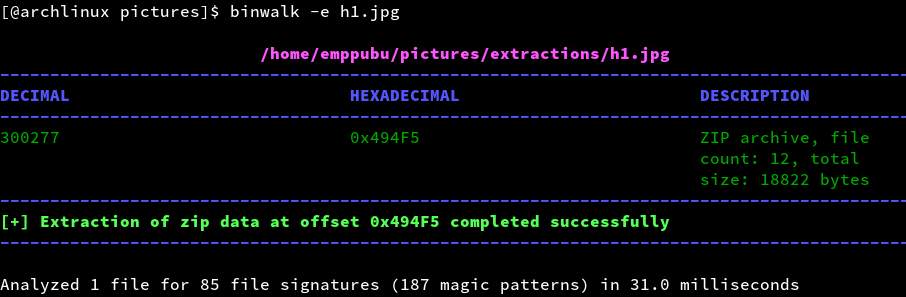 [@archlinux pictures]$ binwalk -e h1.jpg
/home/emppubu/pictures/extractions/h1.jpg
DECIMAL HEXADECIMAL DESCRIPTION
300277 0x494F5 ZIP archive, file
count: 12, total
size: 18822 bytes
[+] Extraction of zip data at offset 0x494F5 completed successfully
Analyzed 1 file for 85 file signatures (187 magic patterns) in 31.0 milliseconds